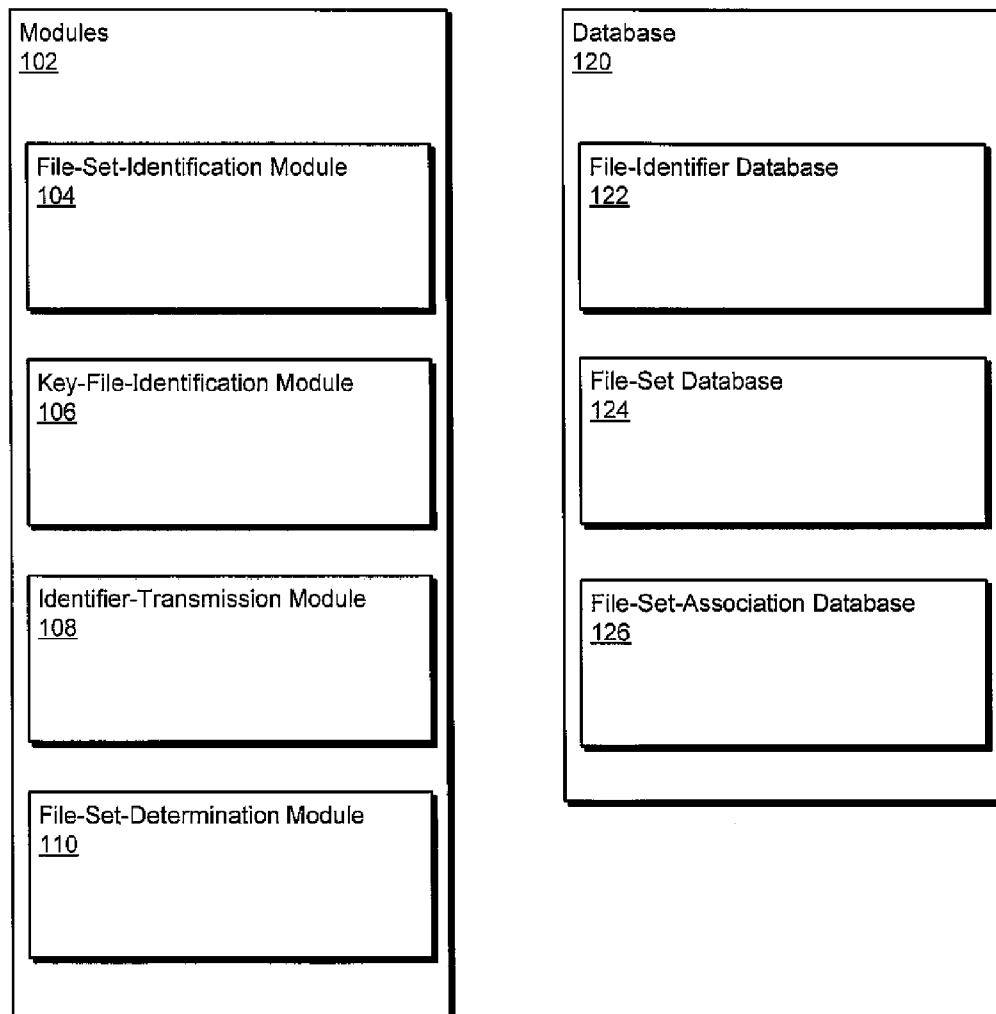 Modules
102
File-Set-Identification Module
104
Key-File-Identification Module
106
Identifier-Transmission Module
108
File-Set-Determination Module
110
Database
120
File-Identifier Database
122
File-Set Database
124
File-Set-Association Database
126